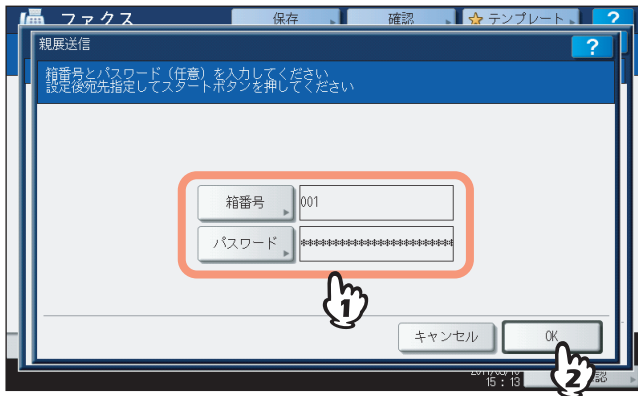 ファクス
保存
確認
テンプレート
?
親展送信
?
箱番号とパスワード（任意）を入力してください
設定後宛先指定してスタートボタンを押してください
箱番号
001
パスワード
**************************
1
キャンセル
OK
15：13
2
認